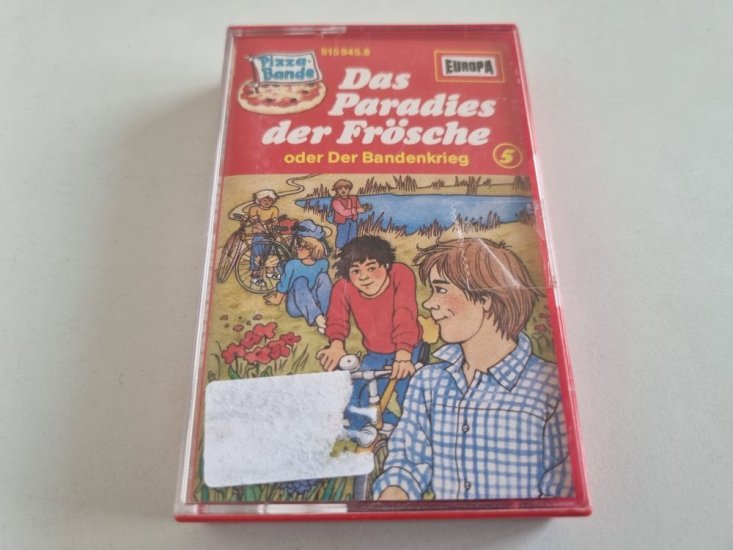 Pizza-
Bande
515 945.8
EUROPA
Das
Paradies
der Frösche
oder Der Bandenkrieg
5